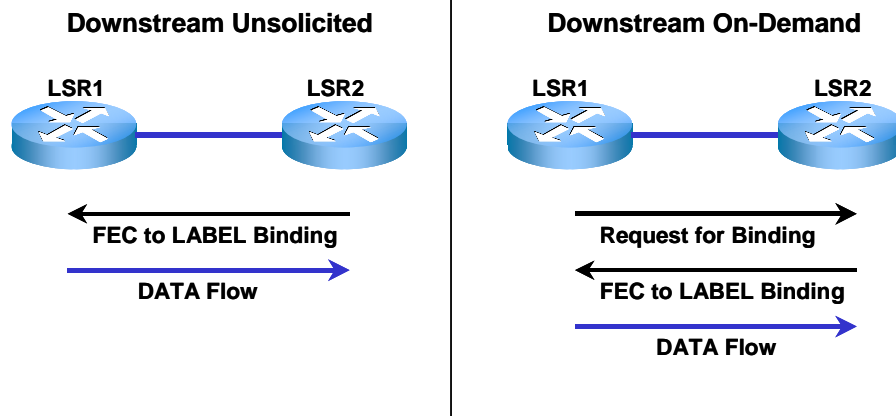 Downstream Unsolicited
LSR1
LSR2
FEC to LABEL Binding
DATA Flow
Downstream On-Demand
LSR1
LSR2
Request for Binding
FEC to LABEL Binding
DATA Flow